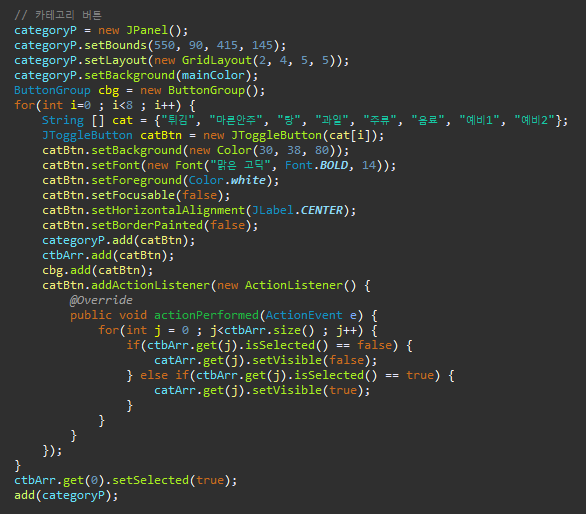 // 카테고리 버튼
categoryP = new JPanel();
categoryP.setBounds(550, 90, 415, 145);
categoryP.setLayout(new GridLayout(2, 4, 5, 5));
categoryP.setBackground(mainColor);
ButtonGroup cbg = new ButtonGroup();
for(int i=0 ; i<8 ; i++) {
    String [] cat = {"튀김", "마른안주", "탕", "과일", "주류", "음료", "예비1", "예비2"};
    JToggleButton catBtn = new JToggleButton(cat[i]);
    catBtn.setBackground(new Color(30, 38, 80));
    catBtn.setFont(new Font("맑은 고딕", Font.BOLD, 14));
    catBtn.setForeground(Color.white);
    catBtn.setFocusable(false);
    catBtn.setHorizontalAlignment(JLabel.CENTER);
    catBtn.setBorderPainted(false);
    categoryP.add(catBtn);
    ctbArr.add(catBtn);
    cbg.add(catBtn);
    catBtn.addActionListener(new ActionListener() {
        @Override
        public void actionPerformed(ActionEvent e) {
            for(int j = 0 ; j<ctbArr.size() ; j++) {
                if(ctbArr.get(j).isSelected() == false) {
                    catArr.get(j).setVisible(false);
                } else if(ctbArr.get(j).isSelected() == true) {
                    catArr.get(j).setVisible(true);
                }
            }
        }
    });
}
ctbArr.get(0).setSelected(true);
add(categoryP);